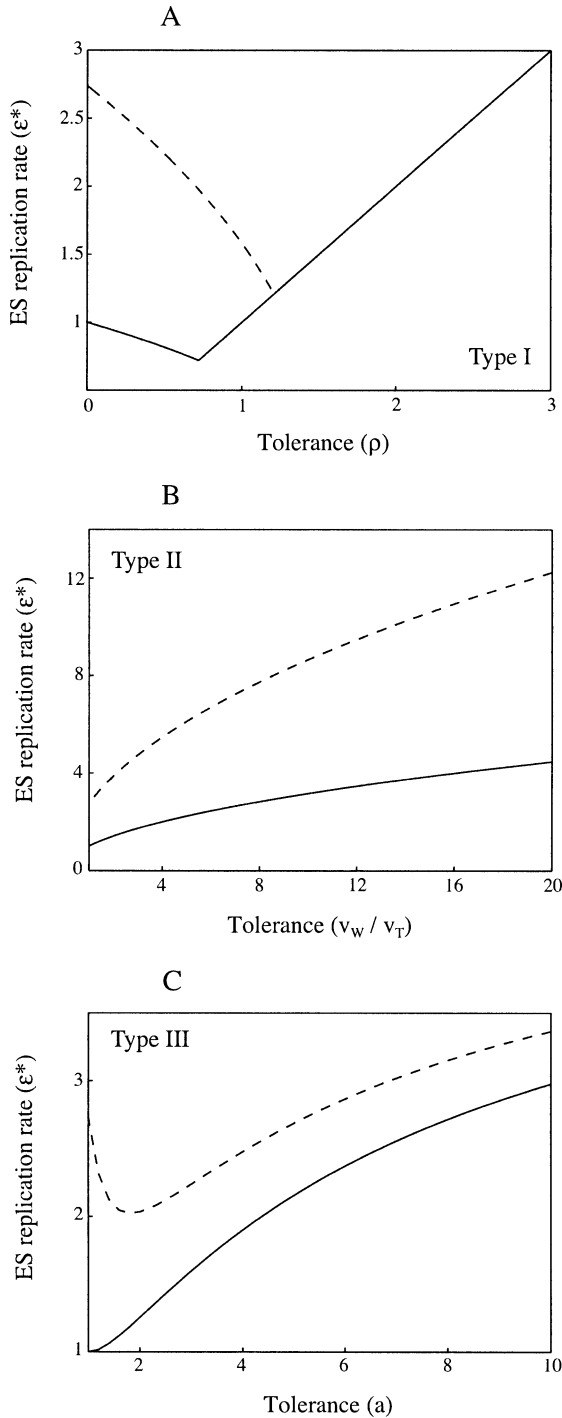 A
3
2.5
2
1.5
1
ES replication rate (ε*)
Type I
0
1
2
3
Tolerance (ρ)
B
Type II
12
8
4
0
ES replication rate (ε*)
4
8
12
16
20
Tolerance (vW / vT)
C
Type III
3
2
1
ES replication rate (ε*)
2
4
6
8
10
Tolerance (a)